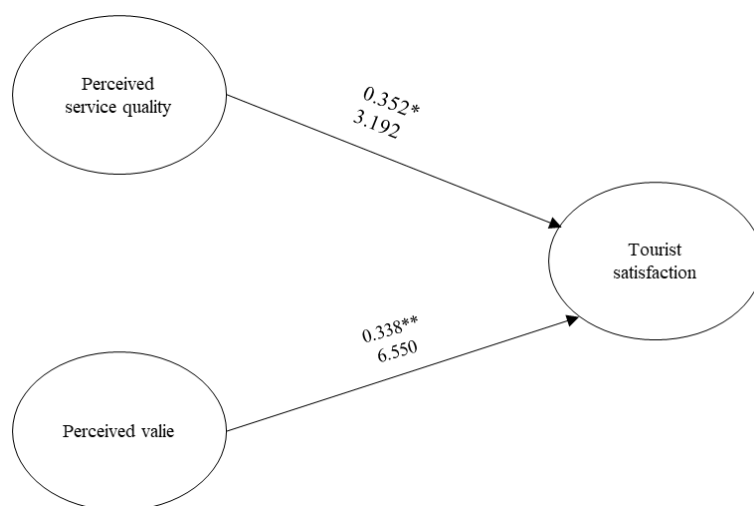 Perceived
service quality
0.352*
3.192
Tourist
satisfaction
0.338**
6.550
Perceived valie